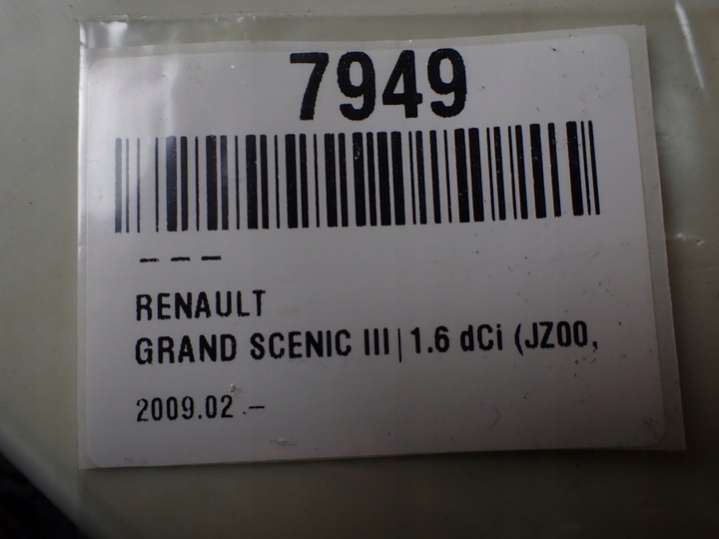 7949
– – –
RENAULT
GRAND SCENIC III|1.6 dCi (JZ00,
2009.02 .–